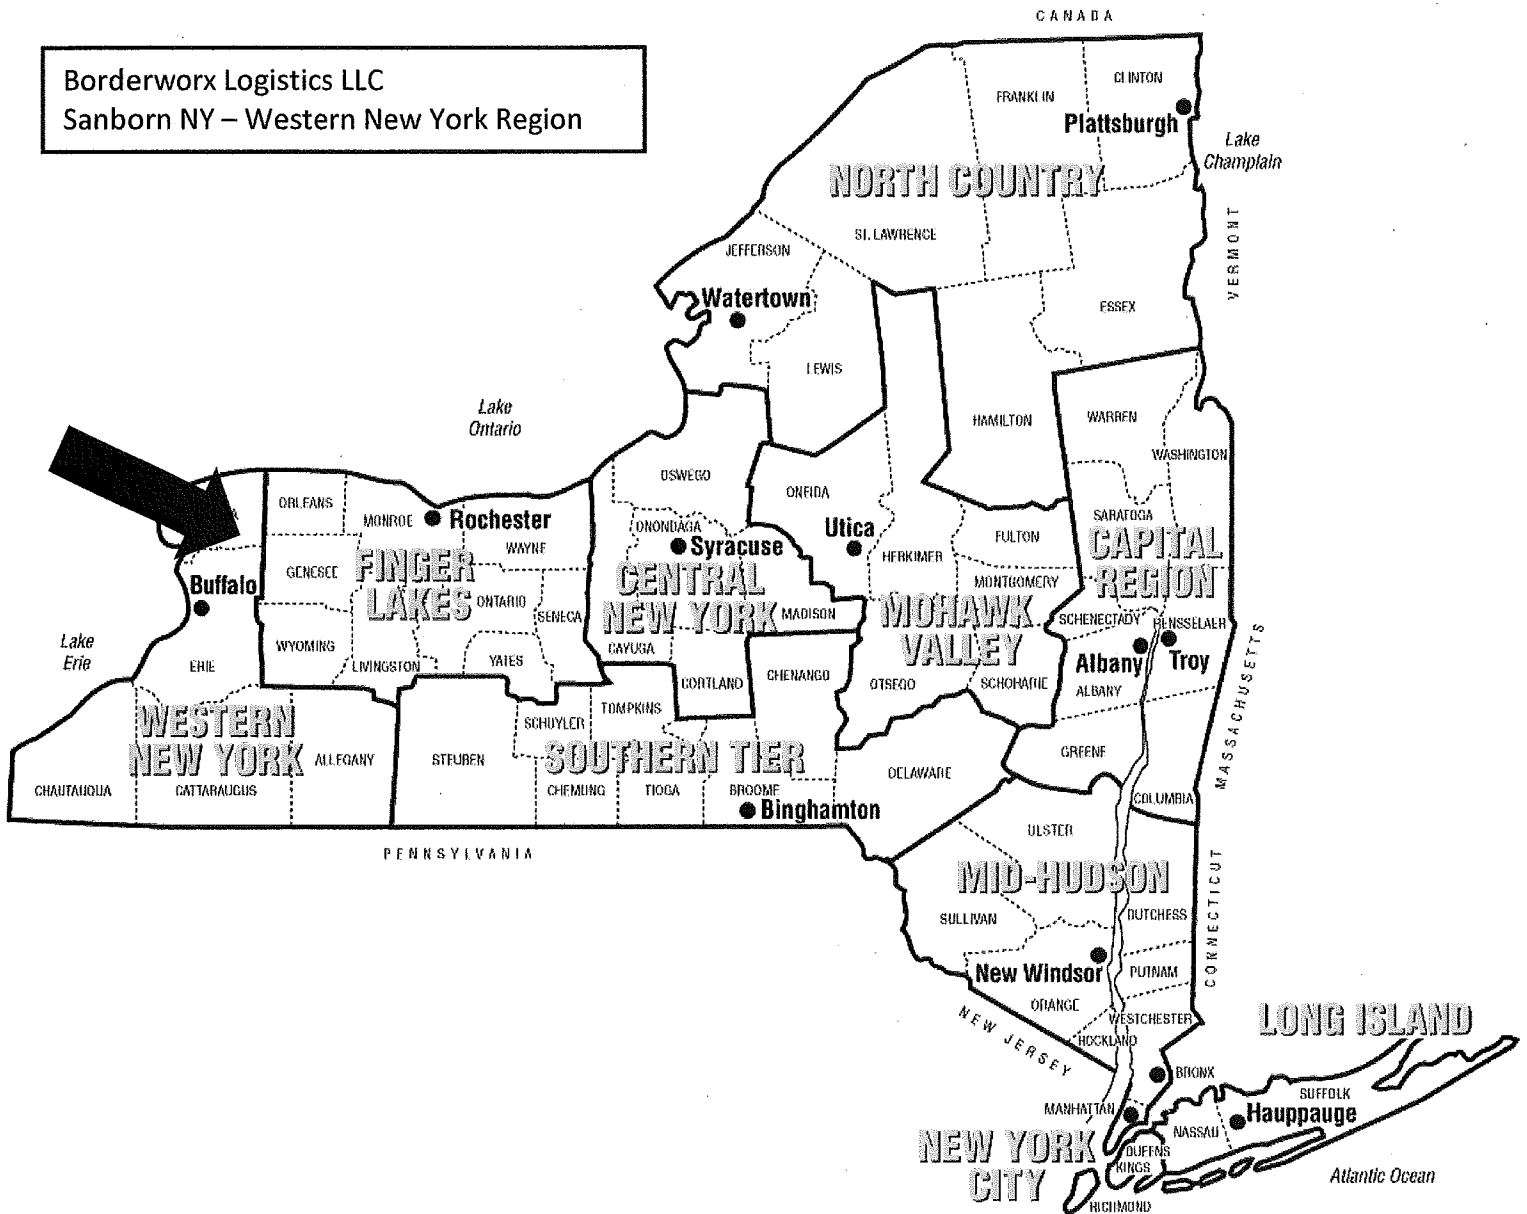 CANADA
Borderworx Logistics LLC
Sanborn NY – Western New York Region
CLINTON
FRANKLIN
Plattsburgh
Lake
Champlain
NORTH COUNTRY
VERMONT
ST. LAWRENCE
JEFFERSON
Watertown
ESSEX
LEWIS
Lake
Ontario
HAMILTON
WARREN
WASHINGTON
OSWEGO
ONEIDA
ORLEANS
MONROE
Rochester
ONONDAGA
Utica
SARATOGA
Syracuse
WAYNE
HERKIMER
FULTON
CAPITAL
REGION
GENESEE
FINGER
LAKES
CENTRAL
NEW YORK
MONTGOMERY
Buffalo
ONTARIO
SENECA
MADISON
MOHAWK
VALLEY
SCHENECTADY
RENSSELAER
Lake
Erie
WYOMING
CAYUGA
Albany
Troy
MASSACHUSETTS
ERIE
LIVINGSTON
YATES
CORTLAND
CHENANGO
OTSEGO
SCHOHARIE
ALBANY
TOMPKINS
SCHUYLER
WESTERN
NEW YORK
ALLEGANY
STEUBEN
SOUTHERN TIER
GREENE
DELAWARE
CHAUTAUQUA
CATTARAUGUS
CHEMUNG
TIOGA
BROOME
COLUMBIA
Binghamton
ULSTER
PENNSYLVANIA
MID-HUDSON
CONNECTICUT
SULLIVAN
DUTCHESS
New Windsor
PUTNAM
ORANGE
WESTCHESTER
LONG ISLAND
NEW JERSEY
ROCKLAND
BRONX
SUFFOLK
MANHATTAN
Hauppauge
NASSAU
NEW YORK
CITY
QUEENS
KINGS
Atlantic Ocean
RICHMOND